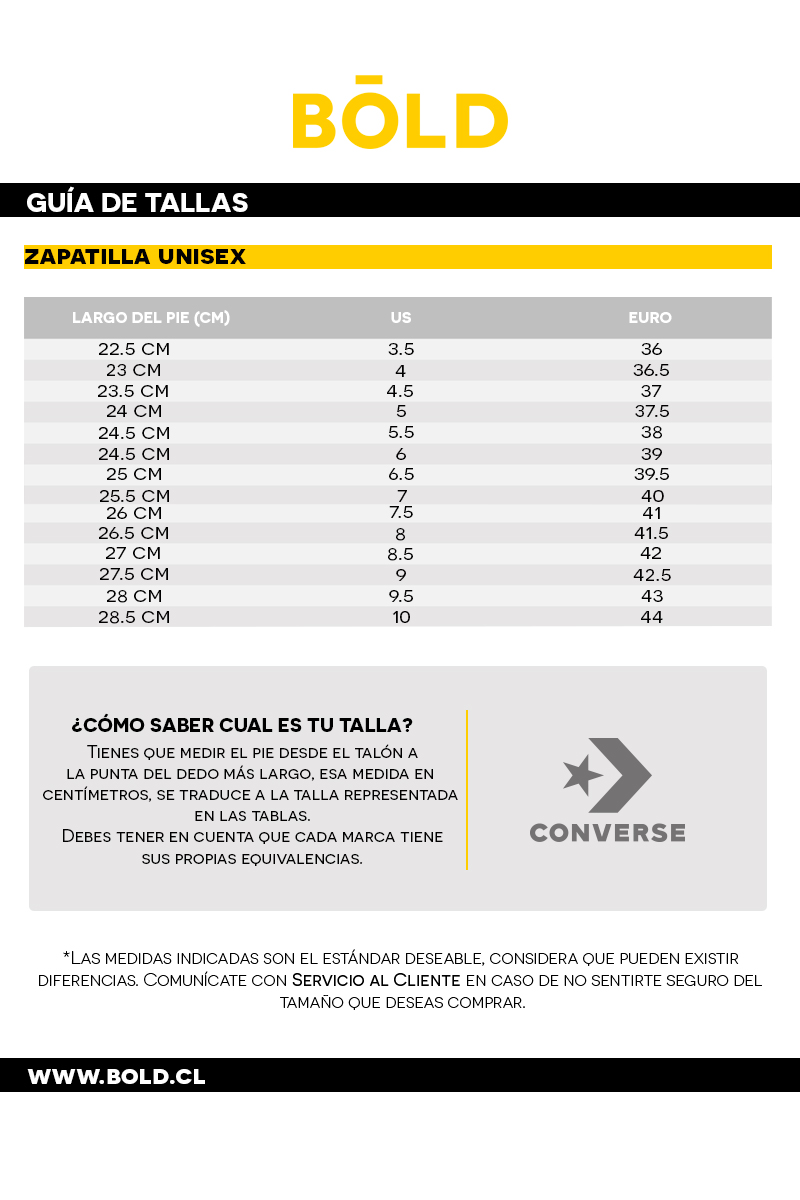 BŌLD
GUÍA DE TALLAS
ZAPATILLA UNISEX
LARGO DEL PIE (CM) US EURO
22.5 CM 3.5 36
23 CM 4 36.5
23.5 CM 4.5 37
24 CM 5 37.5
24.5 CM 5.5 38
24.5 CM 6 39
25 CM 6.5 39.5
25.5 CM 7 40
26 CM 7.5 41
26.5 CM 8 41.5
27 CM 8.5 42
27.5 CM 9 42.5
28 CM 9.5 43
28.5 CM 10 44
¿CÓMO SABER CUAL ES TU TALLA?
Tienes que medir el pie desde el talón a
la punta del dedo más largo, esa medida en
centímetros, se traduce a la talla representada
en las tablas.
Debes tener en cuenta que cada marca tiene
sus propias equivalencias.
CONVERSE
*Las medidas indicadas son el estándar deseable, considera que pueden existir
diferencias. Comunícate con Servicio al Cliente en caso de no sentirte seguro del
tamaño que deseas comprar.
WWW.BOLD.CL